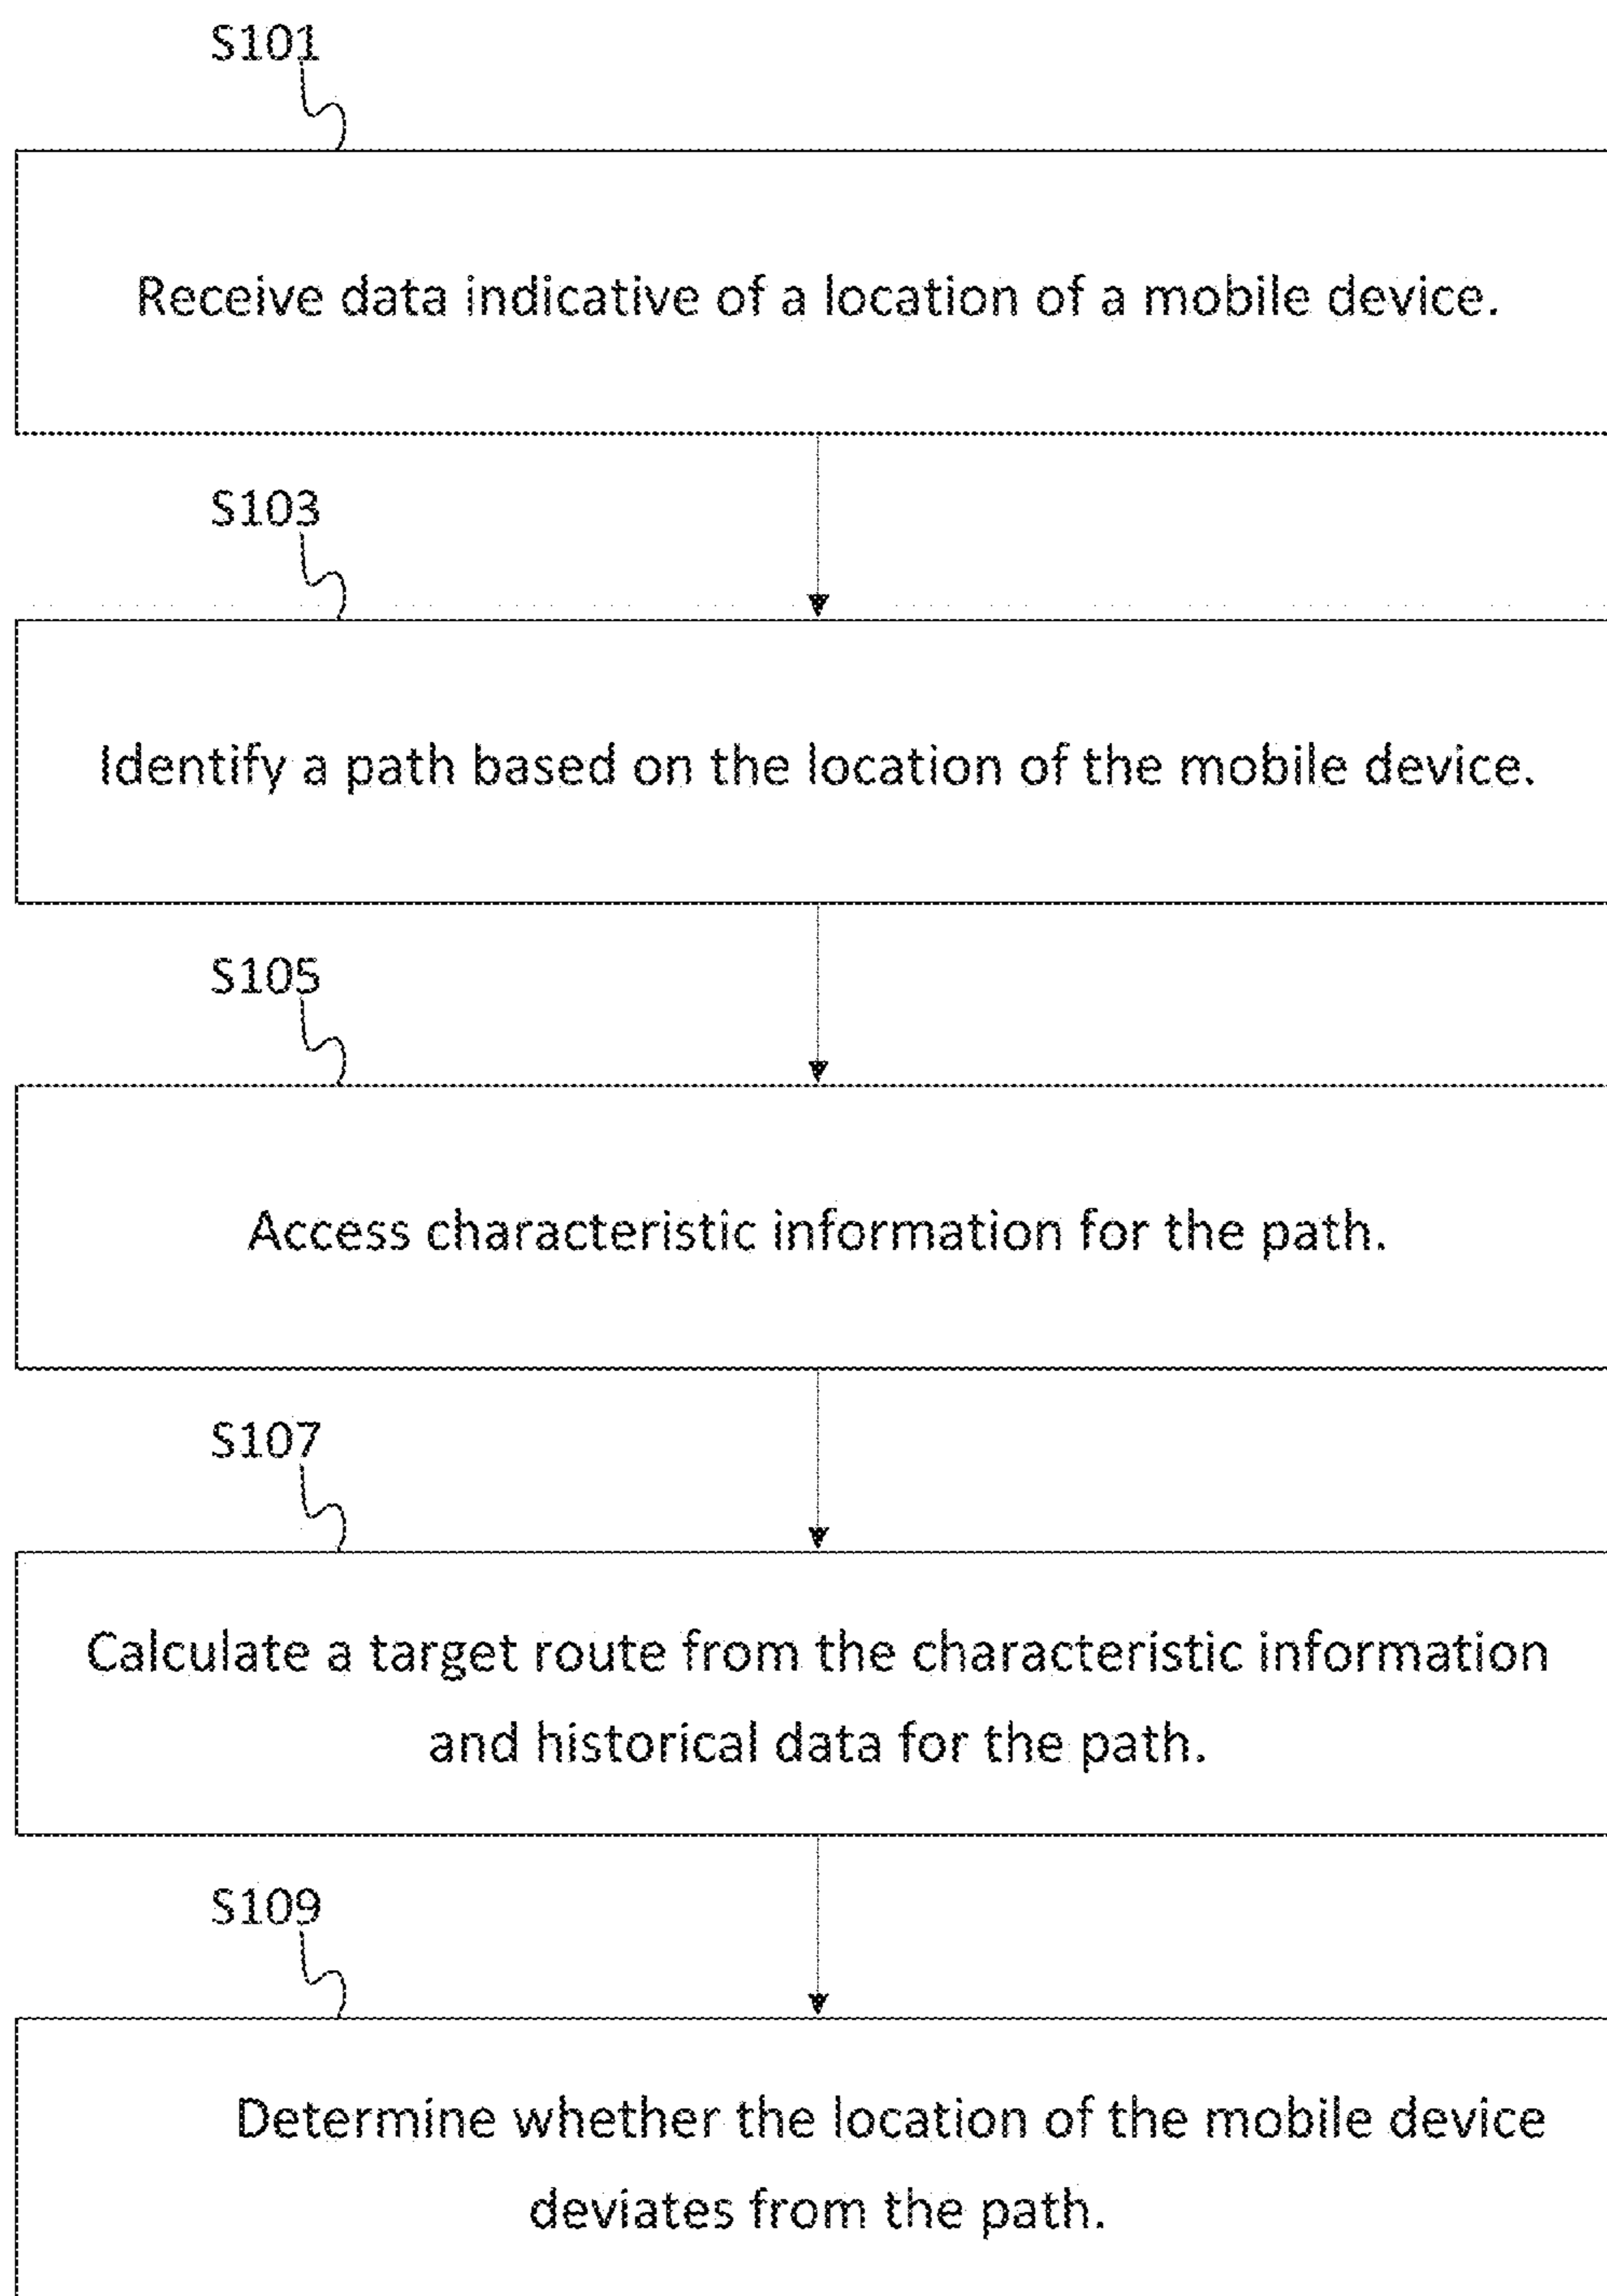 S101
Receive data indicative of a location of a mobile device.
S103
Identify a path based on the location of the mobile device.
S105
Access characteristic information for the path.
S107
Calculate a target route from the characteristic information
and historical data for the path.
S109
Determine whether the location of the mobile device
deviates from the path.